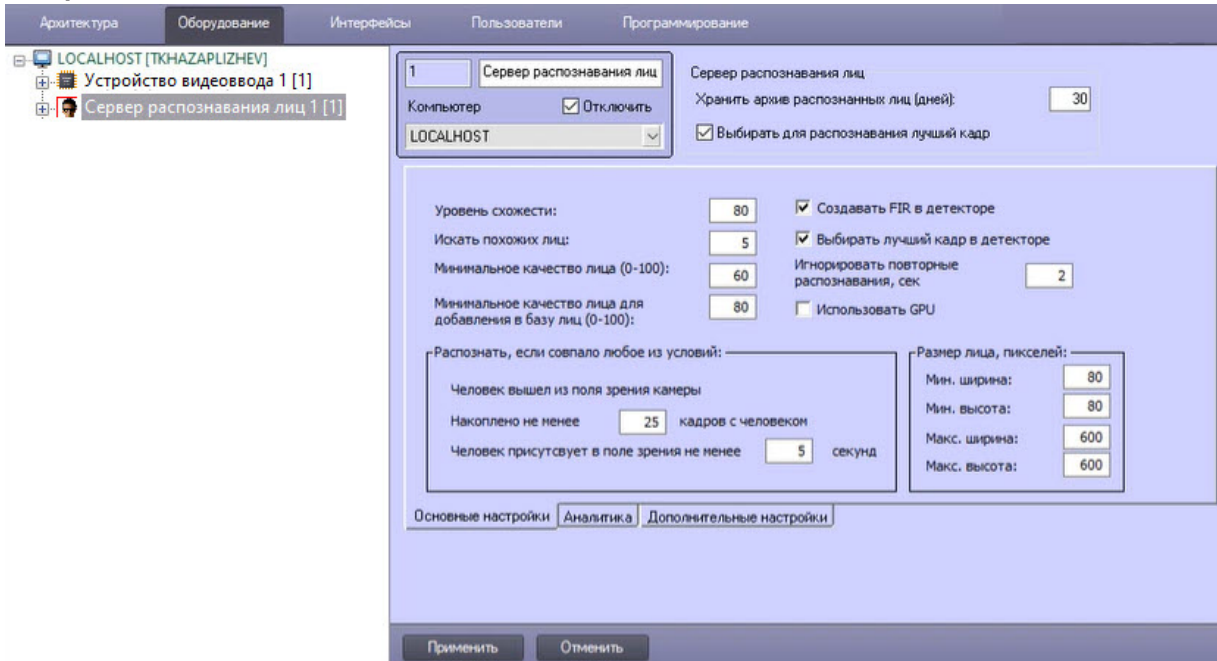 Архитектура Оборудование Интерфейсы Пользователи Программирование
LOCALHOST [TKHAZAPLIZHEV]
Устройство видеоввода 1 [1]
Сервер распознавания лиц 1 [1]
1 Сервер распознавания лиц
Компьютер Отключить
LOCALHOST
Сервер распознавания лиц
Хранить архив распознанных лиц (дней): 30
Выбирать для распознавания лучший кадр
Уровень схожести: 80
Искать похожих лиц: 5
Минимальное качество лица (0-100): 60
Минимальное качество лица для
добавления в базу лиц (0-100): 80
Создавать FIR в детекторе
Выбирать лучший кадр в детекторе
Игнорировать повторные
распознавания, сек 2
Использовать GPU
Распознать, если совпало любое из условий:
Человек вышел из поля зрения камеры
Накоплено не менее 25 кадров с человеком
Человек присутсвует в поле зрения не менее 5 секунд
Размер лица, пикселей:
Мин. ширина: 80
Мин. высота: 80
Макс. ширина: 600
Макс. высота: 600
Основные настройки Аналитика Дополнительные настройки
Применить Отменить